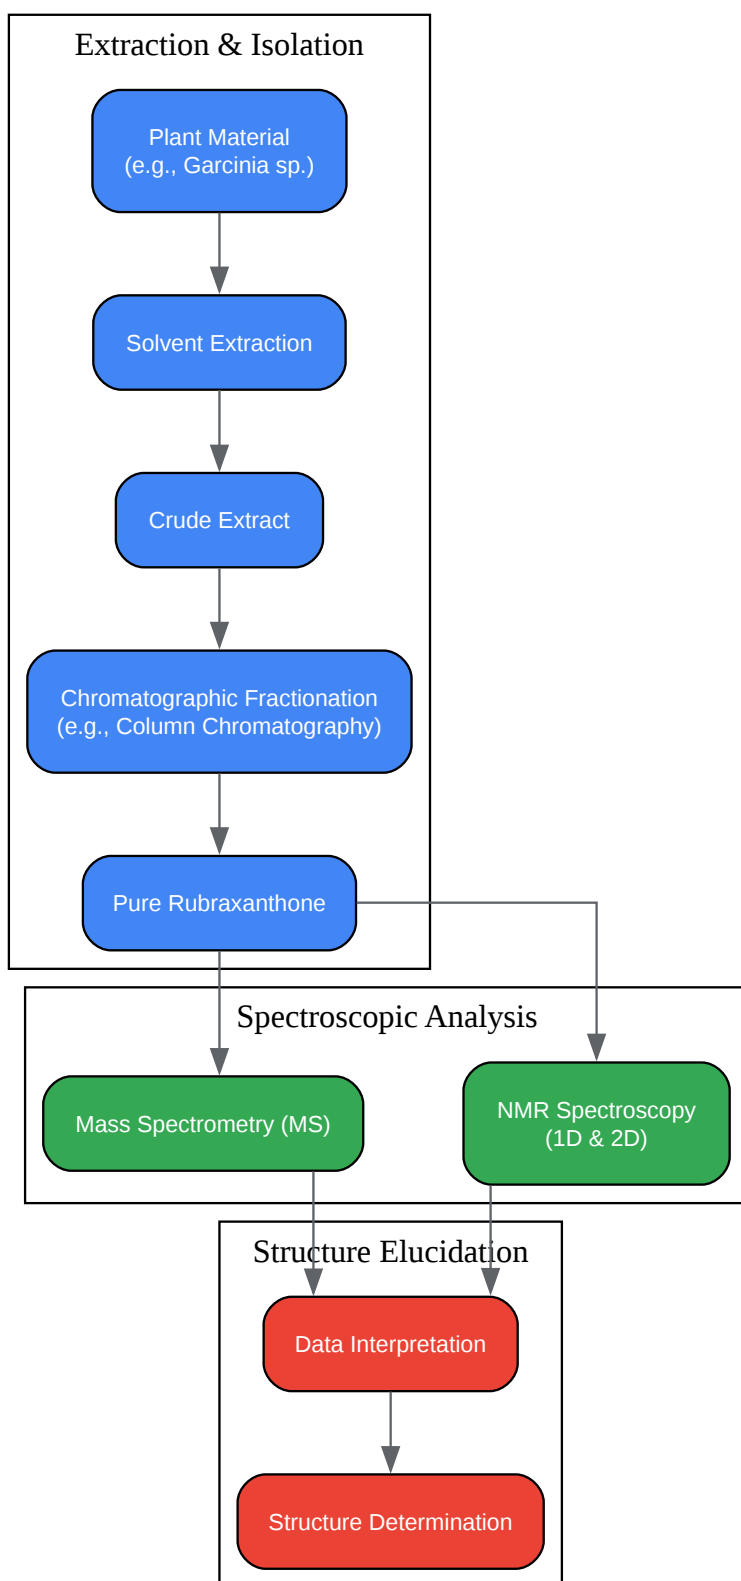 Extraction & Isolation
Plant Material
(e.g., Garcinia sp.)
Solvent Extraction
Crude Extract
Chromatographic Fractionation
(e.g., Column Chromatography)
Pure Rubraxanthone
Spectroscopic Analysis
Mass Spectrometry (MS)
NMR Spectroscopy
(1D & 2D)
Structure Elucidation
Data Interpretation
Structure Determination